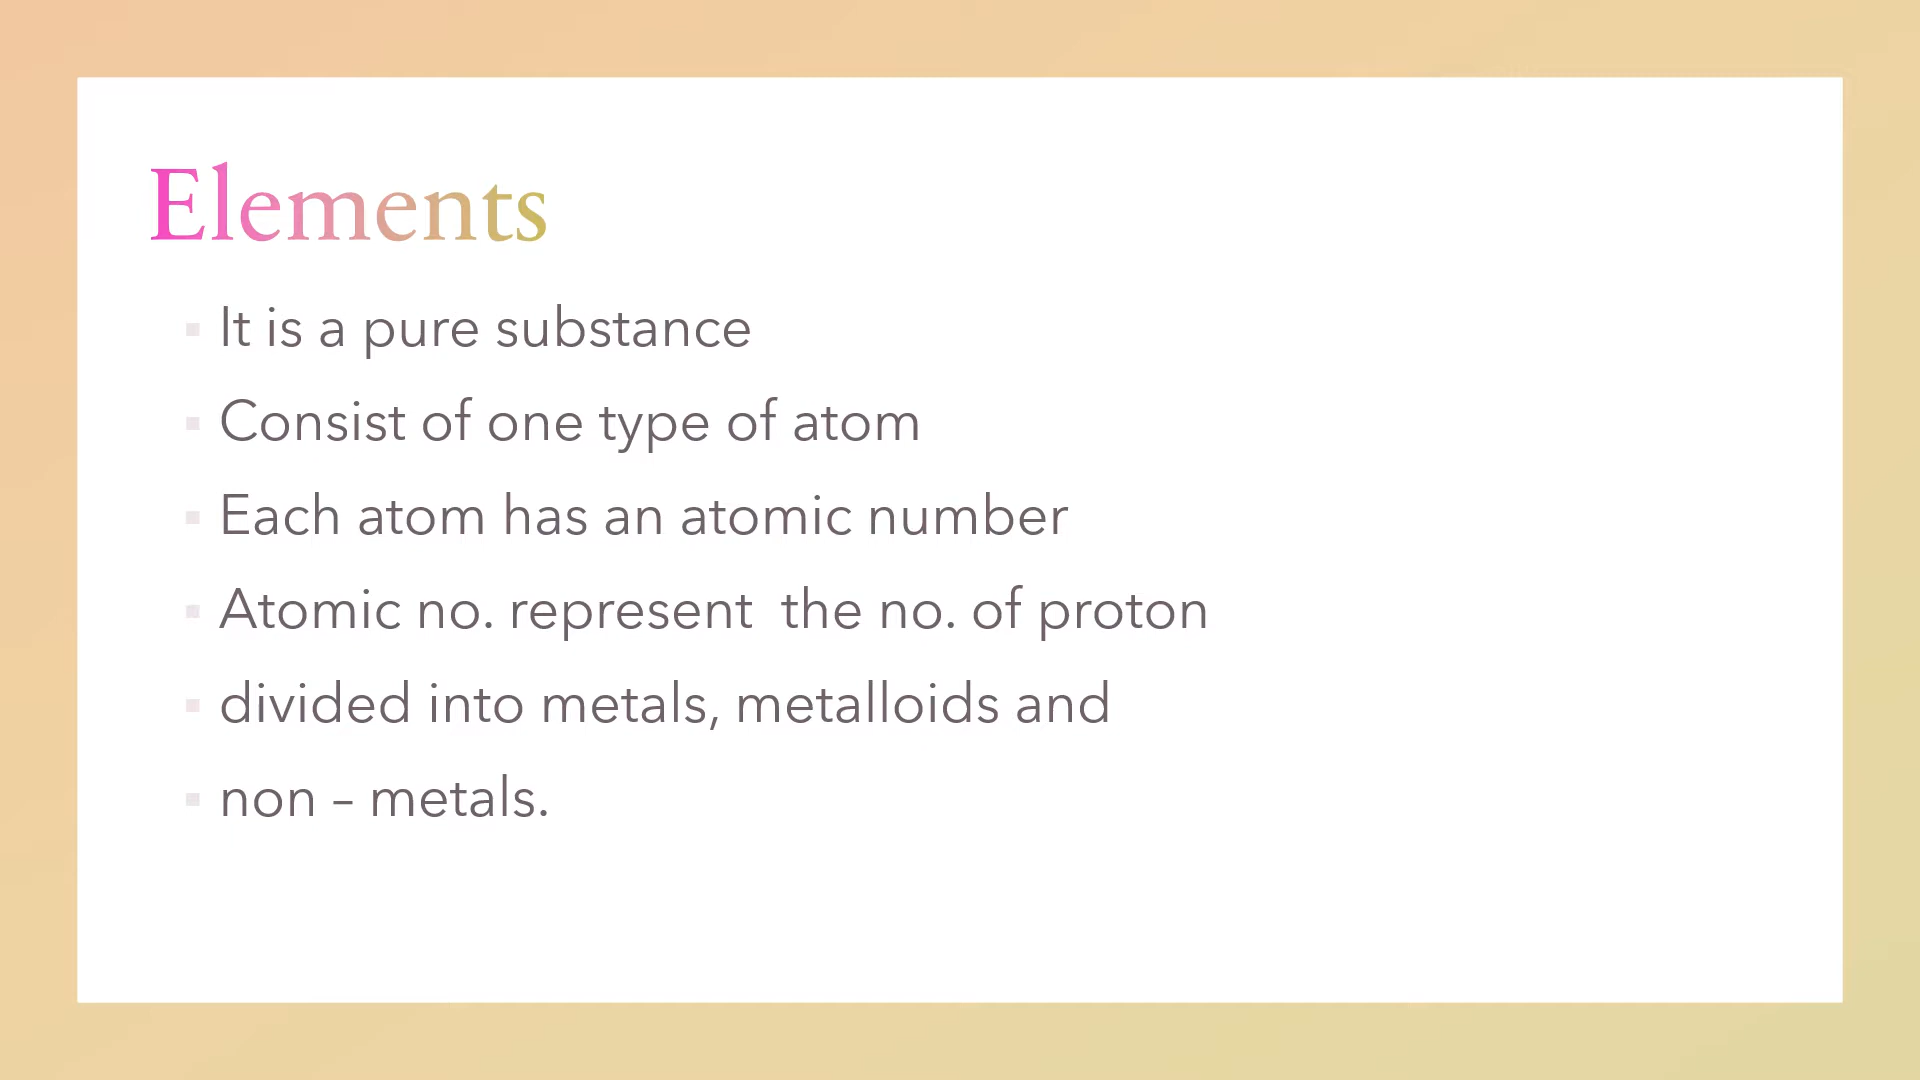 Elements
It is a pure substance
Consist of one type of atom
Each atom has an atomic number
Atomic no. represent  the no. of proton
divided into metals, metalloids and
non – metals.